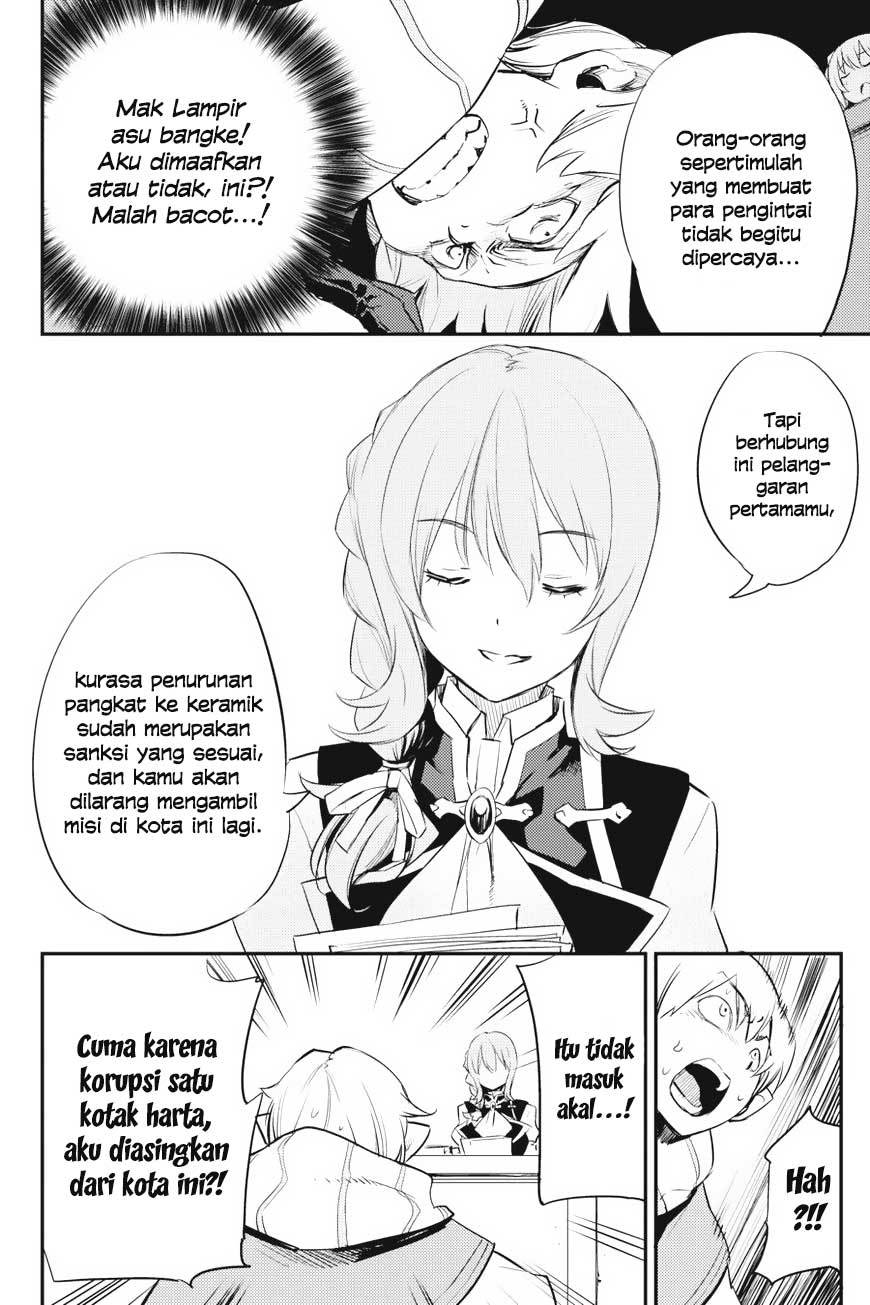 Orang-orang
sepertimulah
yang membuat
para pengintai
tidak begitu
dipercaya...
Mak Lampir
asu bangke!
Aku dimaafkan
atau tidak, ini?!
Malah bacot...!
Tapi
berhubung
ini pelang-
garan
pertamamu,
kurasa penurunan
pangkat ke keramik
sudah merupakan
sanksi yang sesuai,
dan kamu akan
dilarang mengambil
misi di kota ini lagi.
Hah
?!!
Itu tidak
masuk
akal...!
Cuma karena
korupsi satu
kotak harta,
aku diasingkan
dari kota ini?!